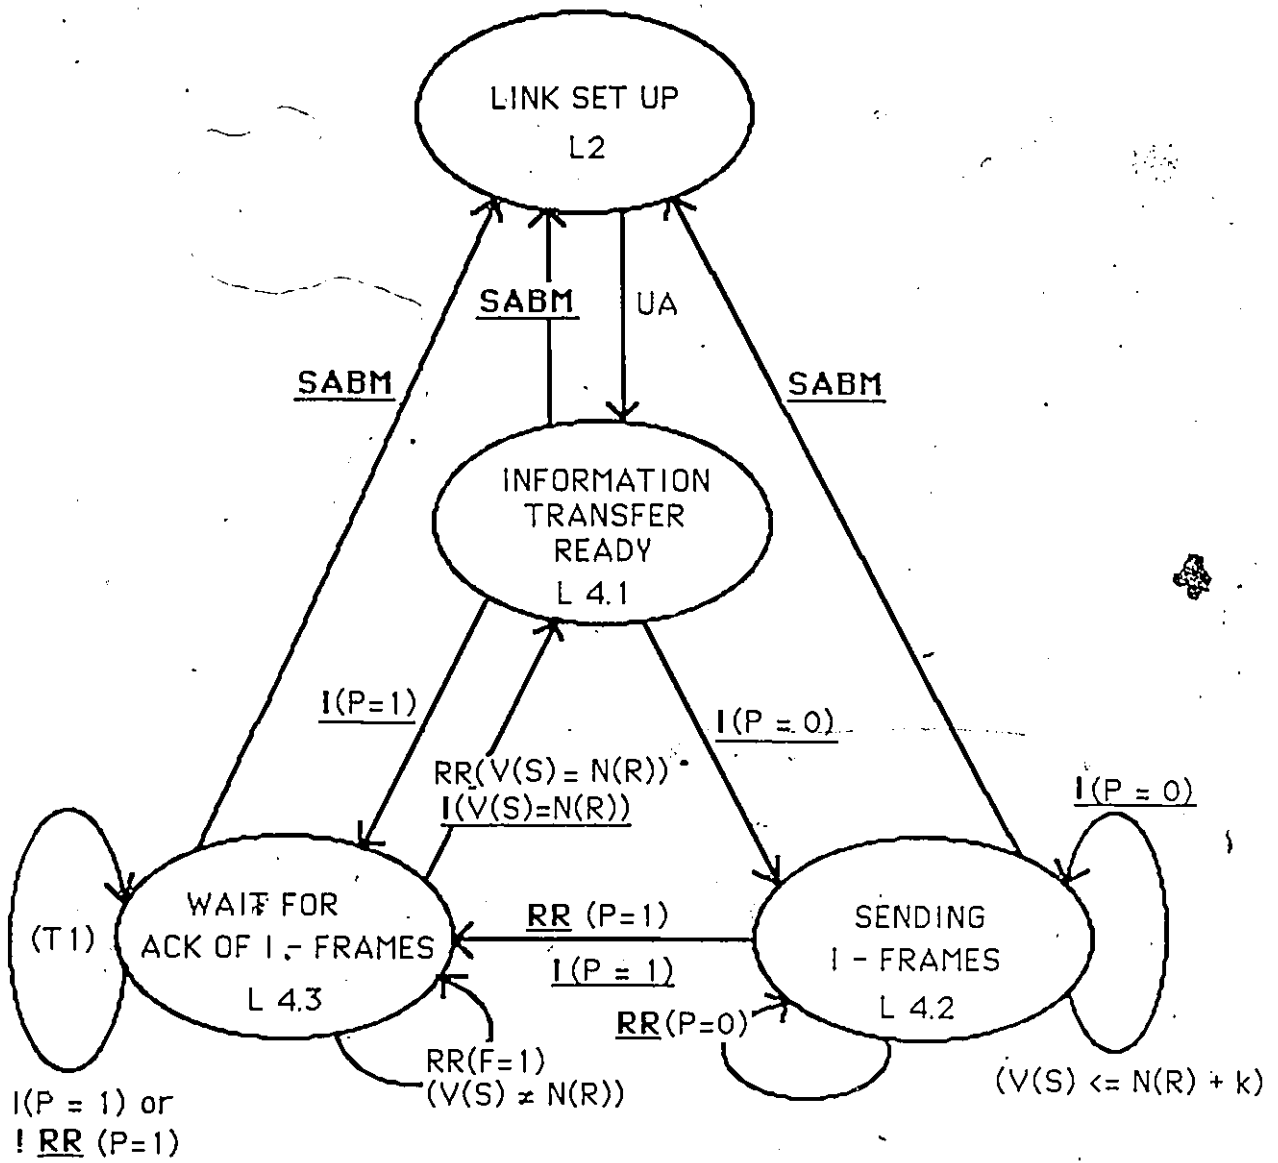 LINK SET UP
L2
SABM
UA
SABM
SABM
INFORMATION
TRANSFER
READY
L 4.1
I(P=1)
I(P = 0)
RR(V(S)= N(R))
I(V(S)=N(R))
I(P = 0)
(T1)
WAIT FOR
ACK OF I - FRAMES
L 4.3
RR (P=1)
I(P = 1)
SENDING
I - FRAMES
L 4.2
RR(P=0)
RR(F=1)
(V(S) ≠ N(R))
(V(S) <= N(R) + k)
I(P = 1) or
! RR (P=1)